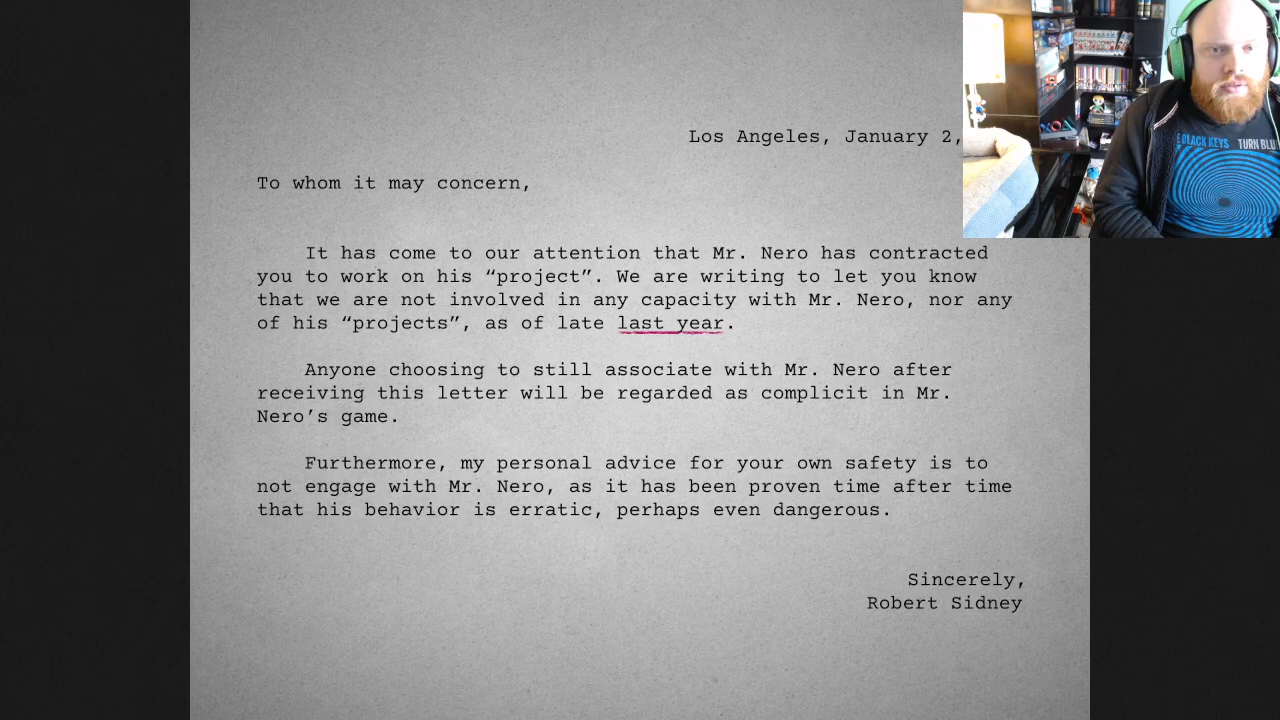 Los Angeles, January 2,
To whom it may concern,
It has come to our attention that Mr. Nero has contracted
you to work on his “project”. We are writing to let you know
that we are not involved in any capacity with Mr. Nero, nor any
of his “projects”, as of late last year.
Anyone choosing to still associate with Mr. Nero after
receiving this letter will be regarded as complicit in Mr.
Nero’s game.
Furthermore, my personal advice for your own safety is to
not engage with Mr. Nero, as it has been proven time after time
that his behavior is erratic, perhaps even dangerous.
Sincerely,
Robert Sidney
BLACK KEYS TURN BLU